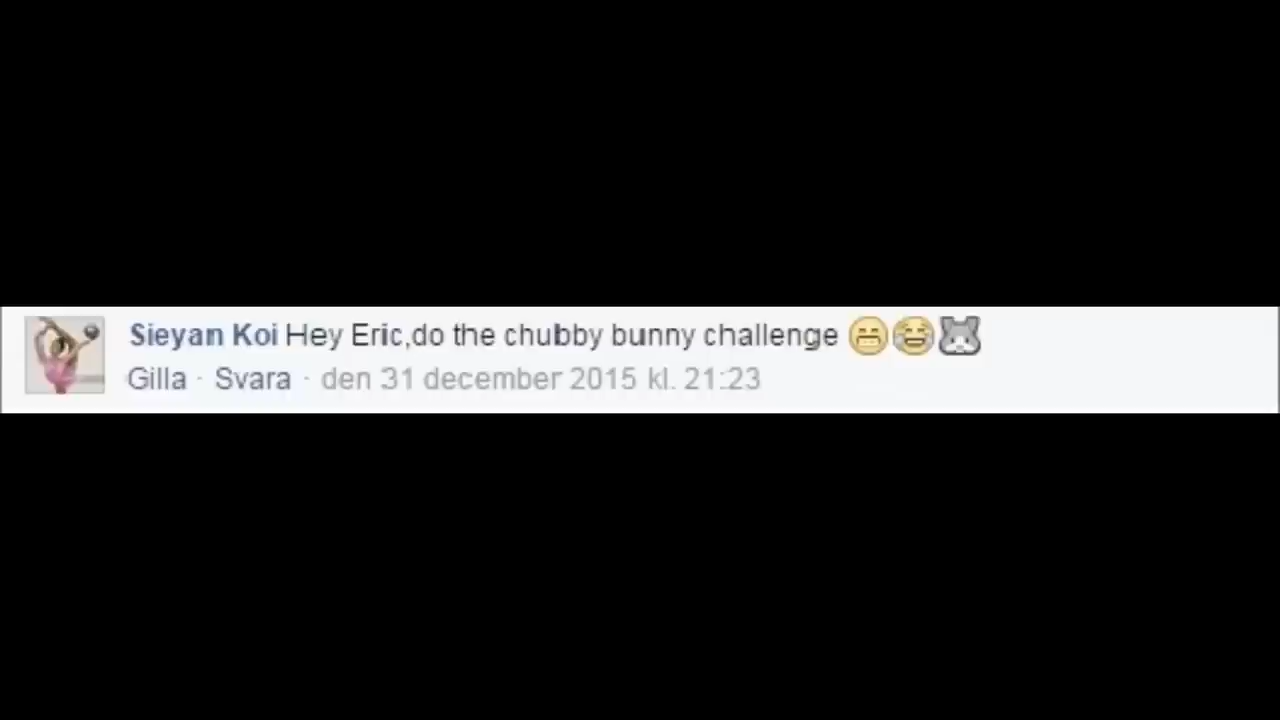 Sieyan Koi Hey Eric,do the chubby bunny challenge 😁😂🐹
Gilla · Svara · den 31 december 2015 kl. 21:23